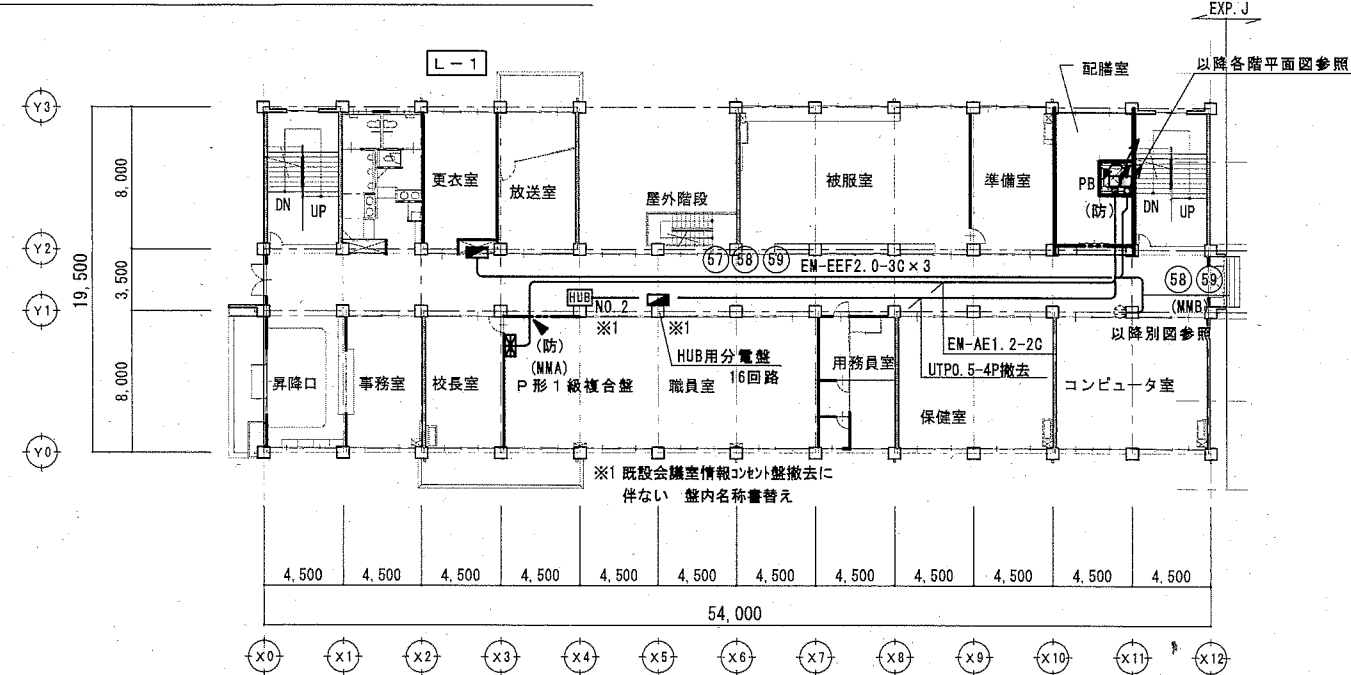 EXP. J
L－1
配膳室
以降各階平面図参照
Y3
更衣室
放送室
屋外階段
被服室
準備室
PB
(防)
DN
UP
DN
UP
8,000
19,500
Y2
57
58
59
EM-EEF2.0-3C×3
3,500
58
59
HUB
NO.2
(MMB)
Y1
※1
※1
以降別図参照
(防)
(MMA)
HUB用分電盤
16回路
EM-AE1.2-2C
UTP0.5-4P撤去
P形1級複合盤
8,000
昇降口
事務室
校長室
職員室
用務員室
保健室
コンピュータ室
Y0
※1 既設会議室情報コンセント盤撤去に
伴ない 盤内名称書替え
4,500
4,500
4,500
4,500
4,500
4,500
4,500
4,500
4,500
4,500
4,500
4,500
54,000
X0
X1
X2
X3
X4
X5
X6
X7
X8
X9
X10
X11
X12